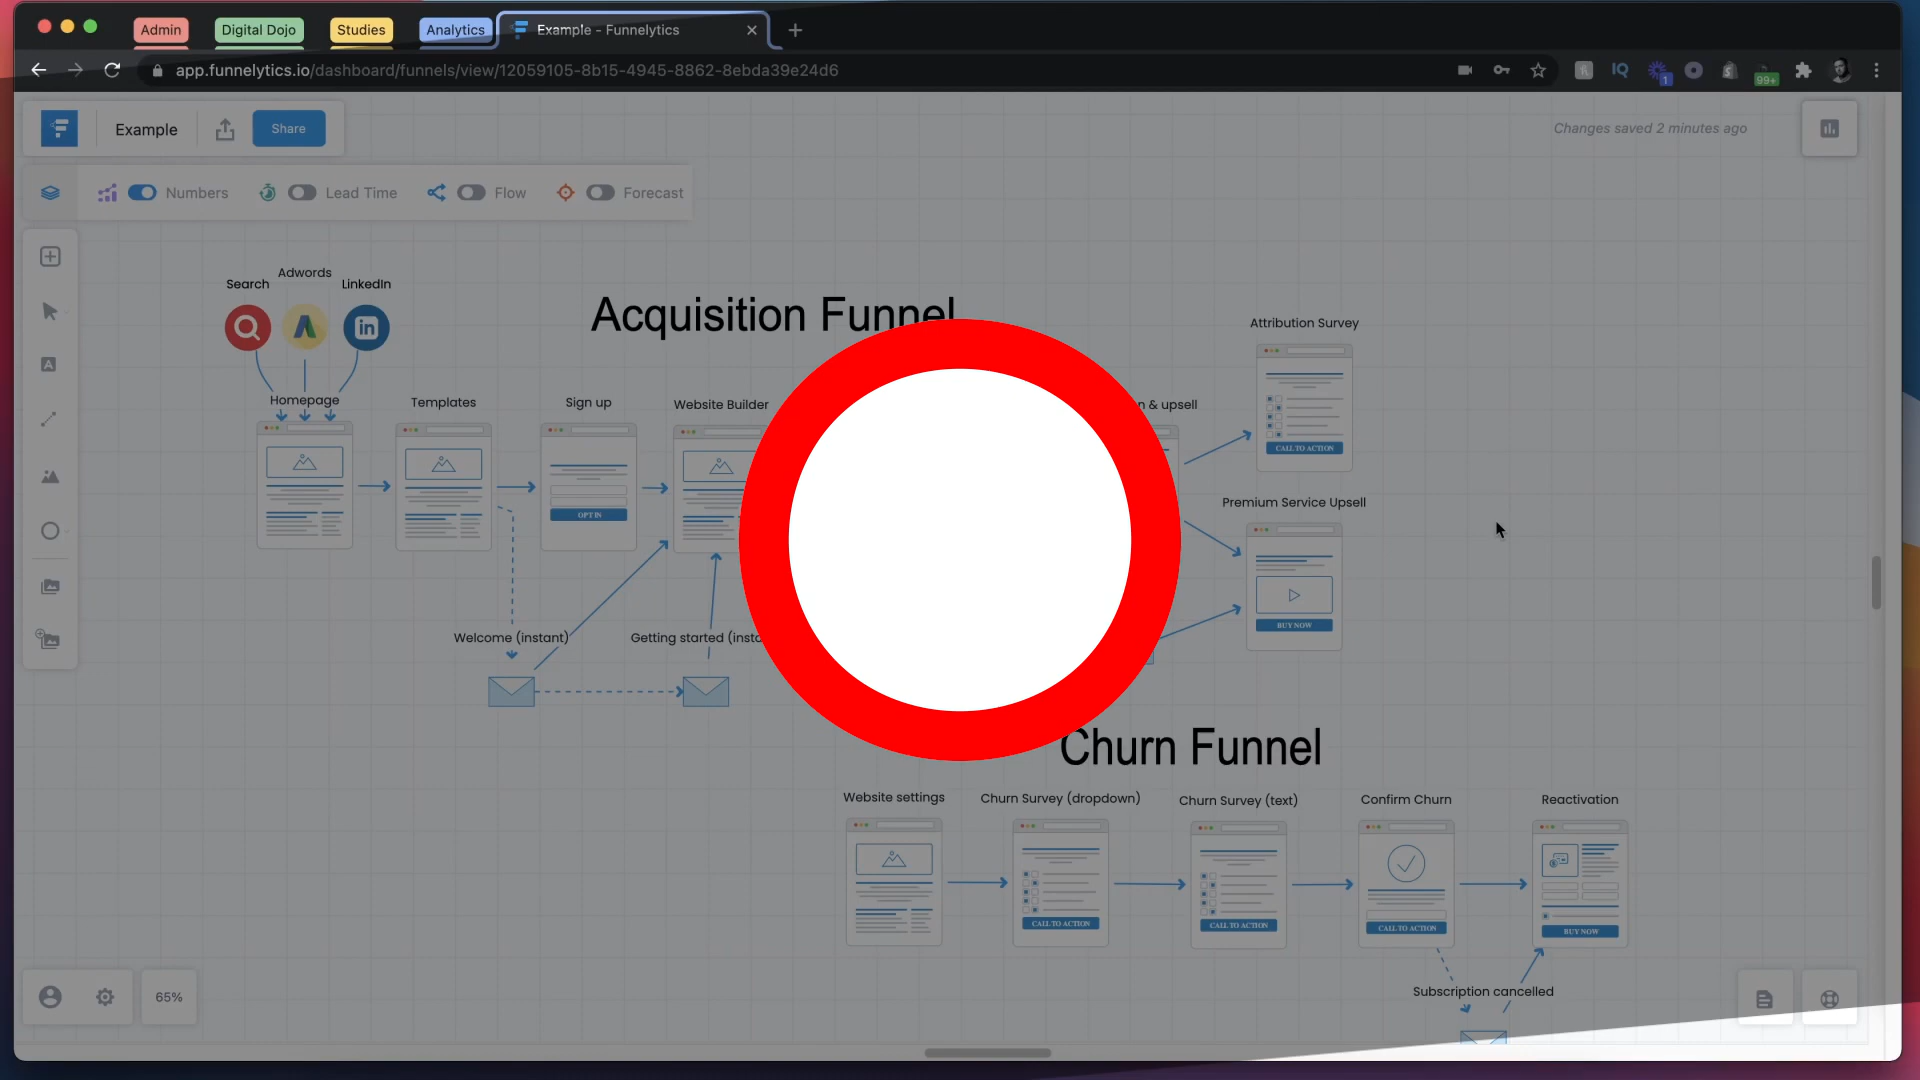 Admin Digital Dojo Studies Analytics Example - Funnelytics
app.funnelytics.io/dashboard/funnels/view/12059105-8b15-4945-8862-8ebda39e24d6
IQ 1 99+
Example Share Changes saved 2 minutes ago
Numbers Lead Time Flow Forecast
Adwords
Search LinkedIn
Acquisition Funnel
Attribution Survey
Homepage Templates Sign up Website Builder & upsell
CALL TO ACTION
Premium Service Upsell
OPT IN
BUY NOW
Welcome (instant) Getting started
Churn Funnel
Website settings Churn Survey (dropdown) Churn Survey (text) Confirm Churn Reactivation
CALL TO ACTION CALL TO ACTION CALL TO ACTION BUY NOW
Subscription cancelled
65%